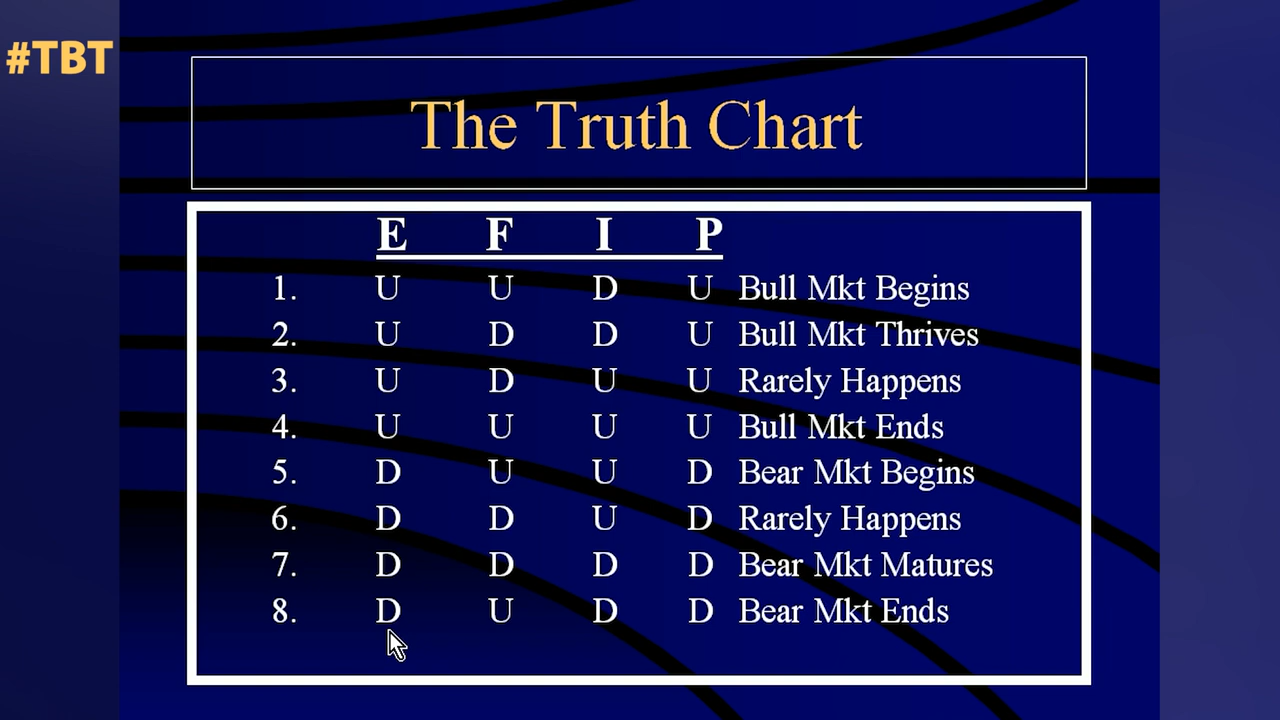 #TBT
The Truth Chart
E F I P
1. U U D U Bull Mkt Begins
2. U D D U Bull Mkt Thrives
3. U D U U Rarely Happens
4. U U U U Bull Mkt Ends
5. D U U D Bear Mkt Begins
6. D D U D Rarely Happens
7. D D D D Bear Mkt Matures
8. D U D D Bear Mkt Ends